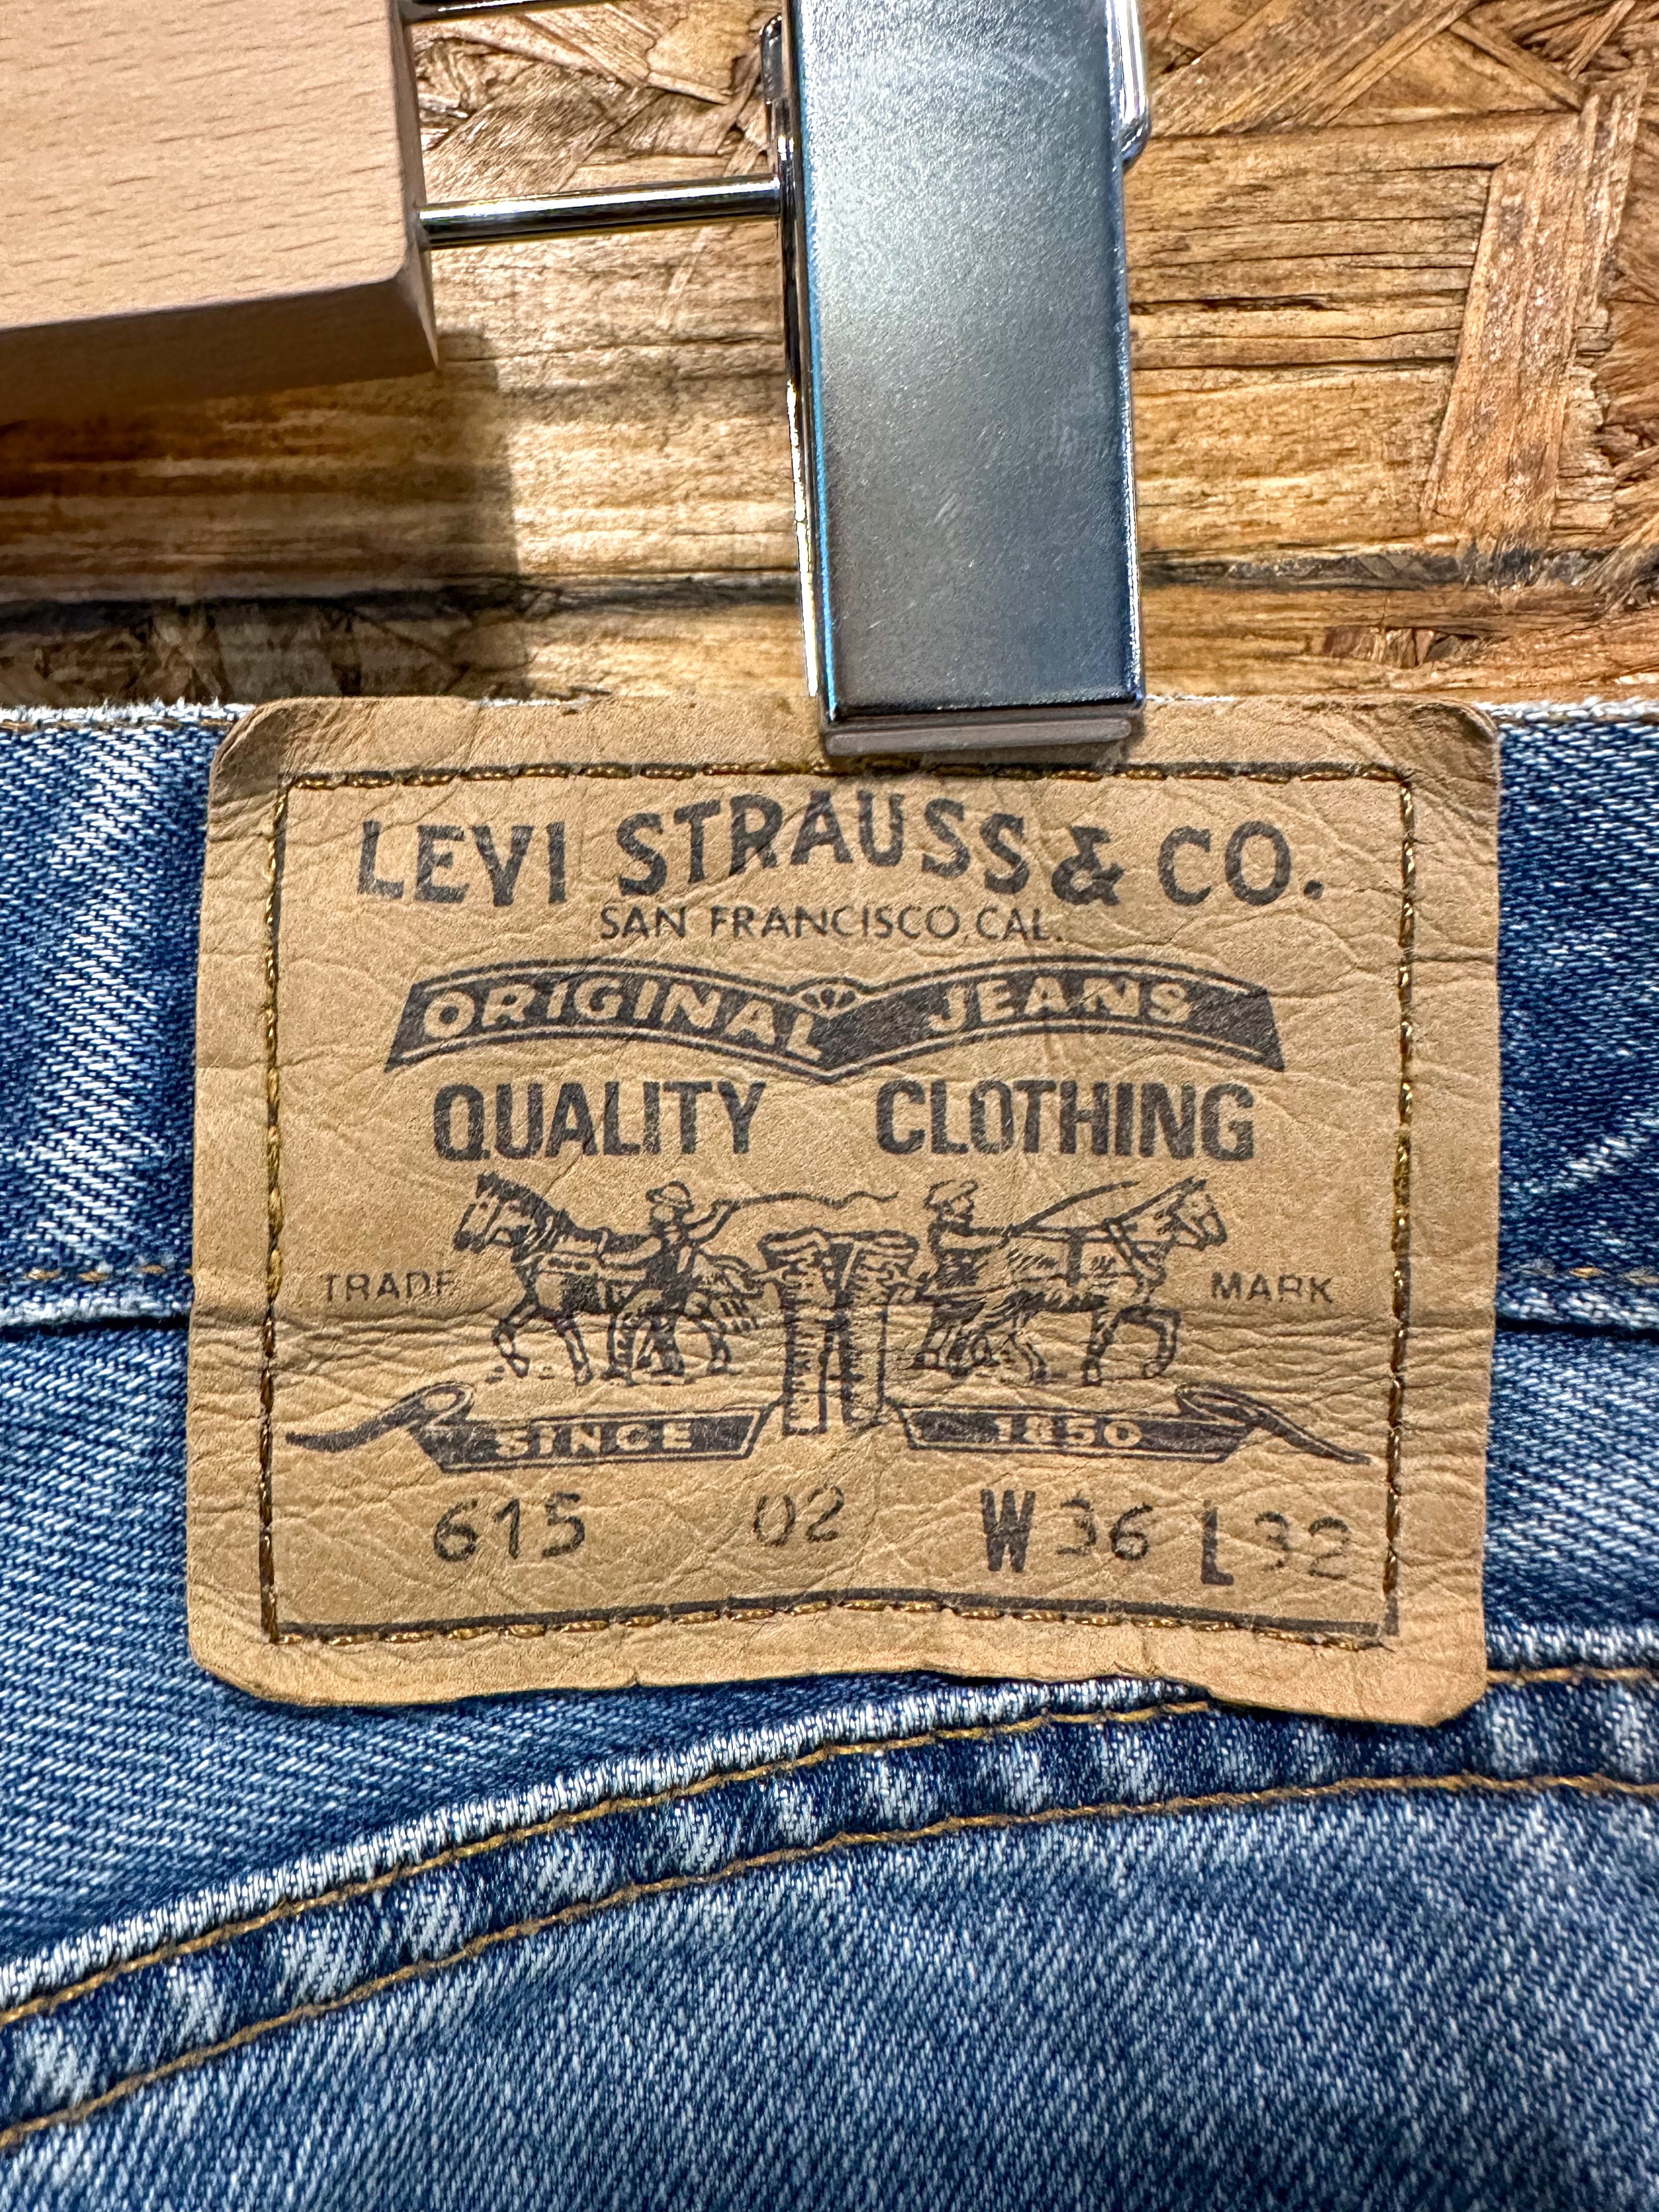 LEVI STRAUSS & CO.
SAN FRANCISCO, CAL.
ORIGINAL JEANS
QUALITY CLOTHING
TRADE MARK
SINCE 1850
615 02 W36 L32